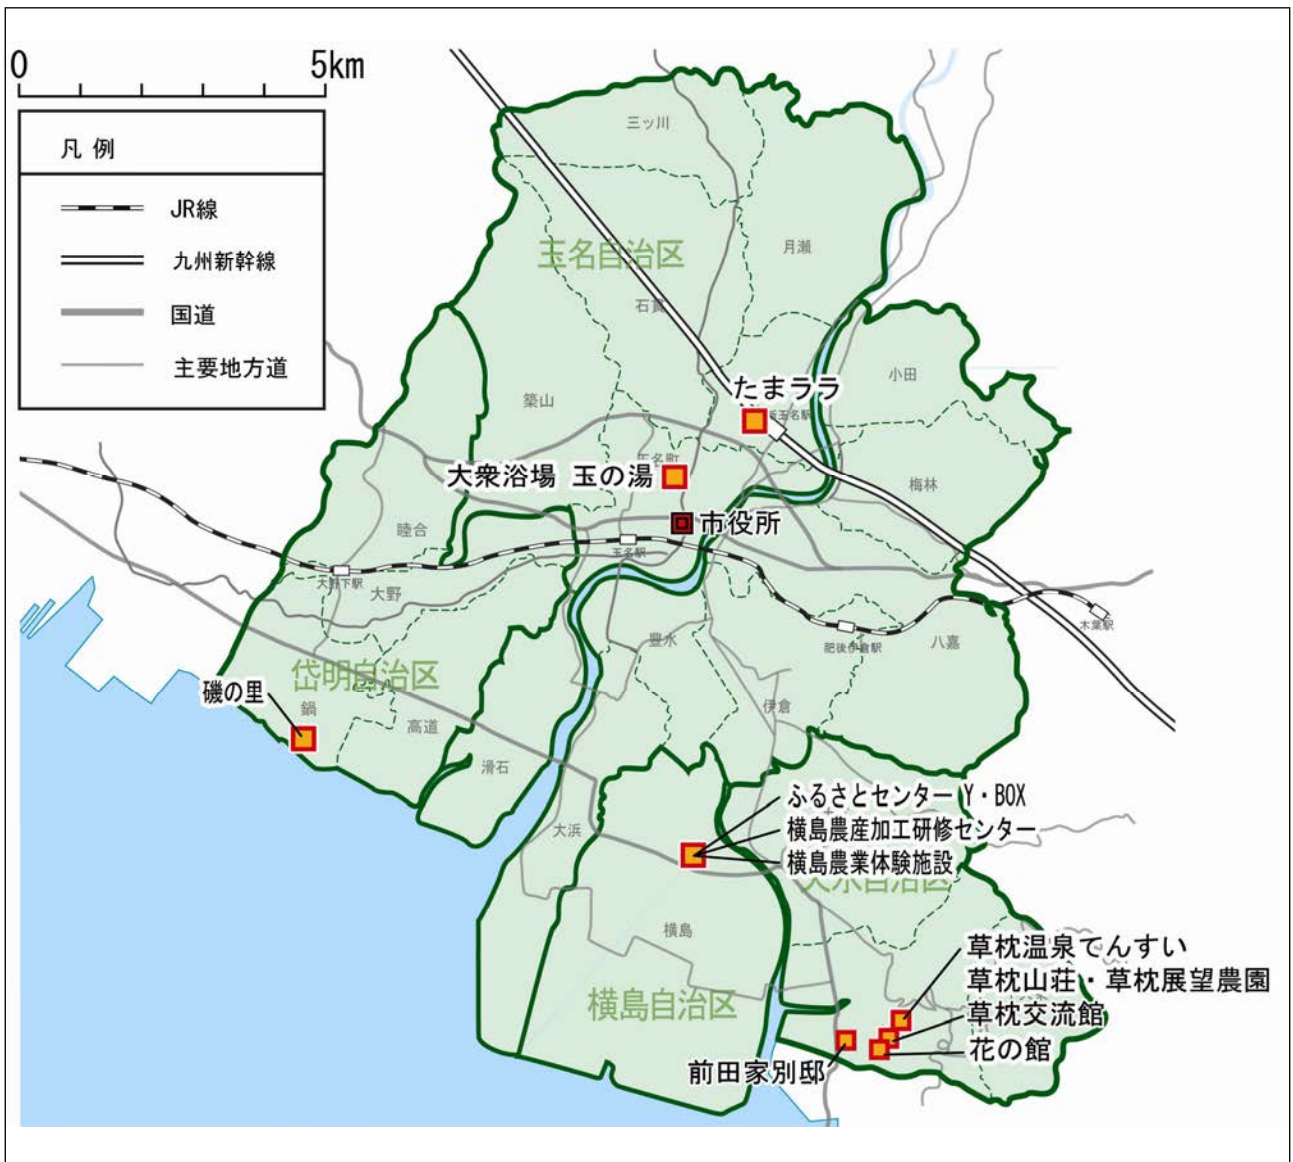 0 5km
凡 例
JR線
九州新幹線
国道
主要地方道
三ッ川
玉名自治区
月瀬
石貫
小田
たまララ
新玉名駅
築山
玉名町
大衆浴場 玉の湯
梅林
市役所
睦合
玉名駅
大野下駅
大野
木葉駅
豊水
肥後伊倉駅
八嘉
岱明自治区
磯の里
鍋
高道
伊倉
滑石
ふるさとセンター Y・BOX
大浜
横島農産加工研修センター
横島農業体験施設
天水自治区
横島
草枕温泉てんすい
草枕山荘・草枕展望農園
横島自治区
草枕交流館
花の館
前田家別邸